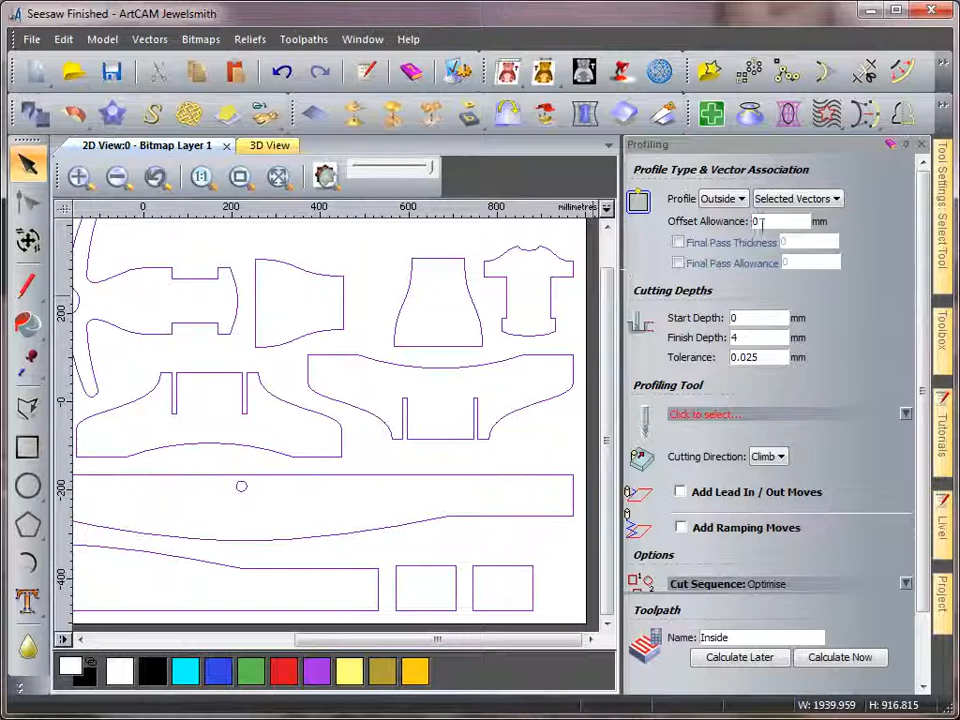 Seesaw Finished - ArtCAM Jewelsmith
File Edit Model Vectors Bitmaps Reliefs Toolpaths Window Help
2D View:0 - Bitmap Layer 1
3D View
Profiling
Profile Type & Vector Association
Profile Outside Selected Vectors
Offset Allowance: 0 mm
Final Pass Thickness 0
Final Pass Allowance 0
Cutting Depths
Start Depth: 0 mm
Finish Depth: 4 mm
Tolerance: 0.025 mm
Profiling Tool
Click to select...
Cutting Direction: Climb
Add Lead In / Out Moves
Add Ramping Moves
Options
Cut Sequence: Optimise
Toolpath
Name: Inside
Calculate Later Calculate Now
0 200 400 600 800 millimetres
200
0
-200
-400
Tool Settings: Select Tool
Toolbox
Tutorials
Live!
Project
W: 1939.959 H: 916.815